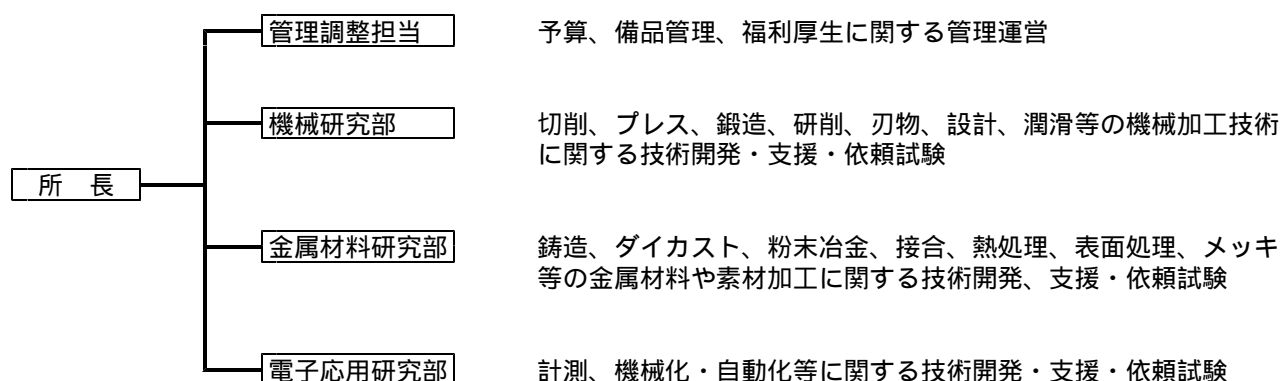 管理調整担当 予算、備品管理、福利厚生に関する管理運営
機械研究部 切削、プレス、鍛造、研削、刃物、設計、潤滑等の機械加工技術
に関する技術開発・支援・依頼試験
所 長
金属材料研究部 鋳造、ダイカスト、粉末冶金、接合、熱処理、表面処理、メッキ
等の金属材料や素材加工に関する技術開発、支援・依頼試験
電子応用研究部 計測、機械化・自動化等に関する技術開発・支援・依頼試験